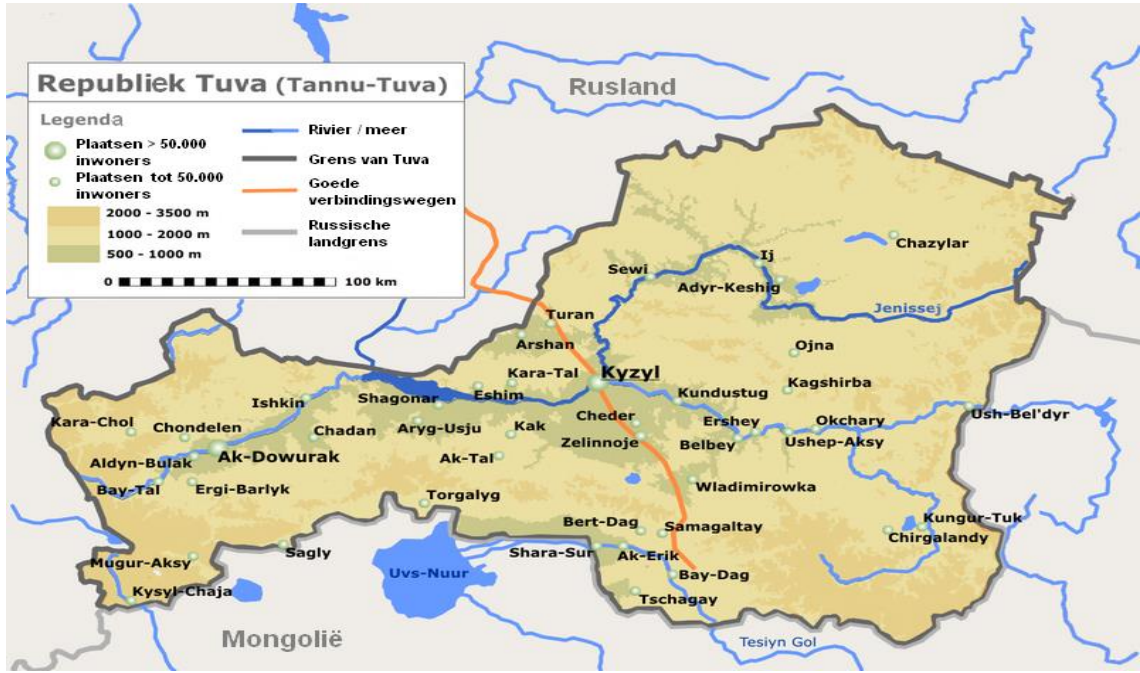 Republiek Tuva (Tannu-Tuva)
Legenda
Plaatsen > 50.000
inwoners
Plaatsen tot 50.000
inwoners
2000 - 3500 m
1000 - 2000 m
500 - 1000 m
Rivier / meer
Grens van Tuva
Goede
verbindingswegen
Russische
landgrens
0 100 km
Rusland
Chazylar
Ij
Sewi
Adyr-Keshig
Jenissej
Turan
Arshan
Ojna
Kara-Tal
Kyzyl
Kagshirba
Eshim
Kundustug
Shagonar
Ishkin
Kara-Chol
Chondelen
Chadan
Aryg-Usju
Kak
Cheder
Ershey
Okchary
Ush-Bel'dyr
Zelinnoje
Belbey
Ushep-Aksy
Aldyn-Bulak
Ak-Dowurak
Ak-Tal
Bay-Tal
Ergi-Barlyk
Wladimirowka
Torgalyg
Bert-Dag
Samagaltay
Kungur-Tuk
Chirgalandy
Sagly
Shara-Sur
Ak-Erik
Mugur-Aksy
Uvs-Nuur
Bay-Dag
Kysyl-Chaja
Tschagay
Mongolië
Tesiyn Gol